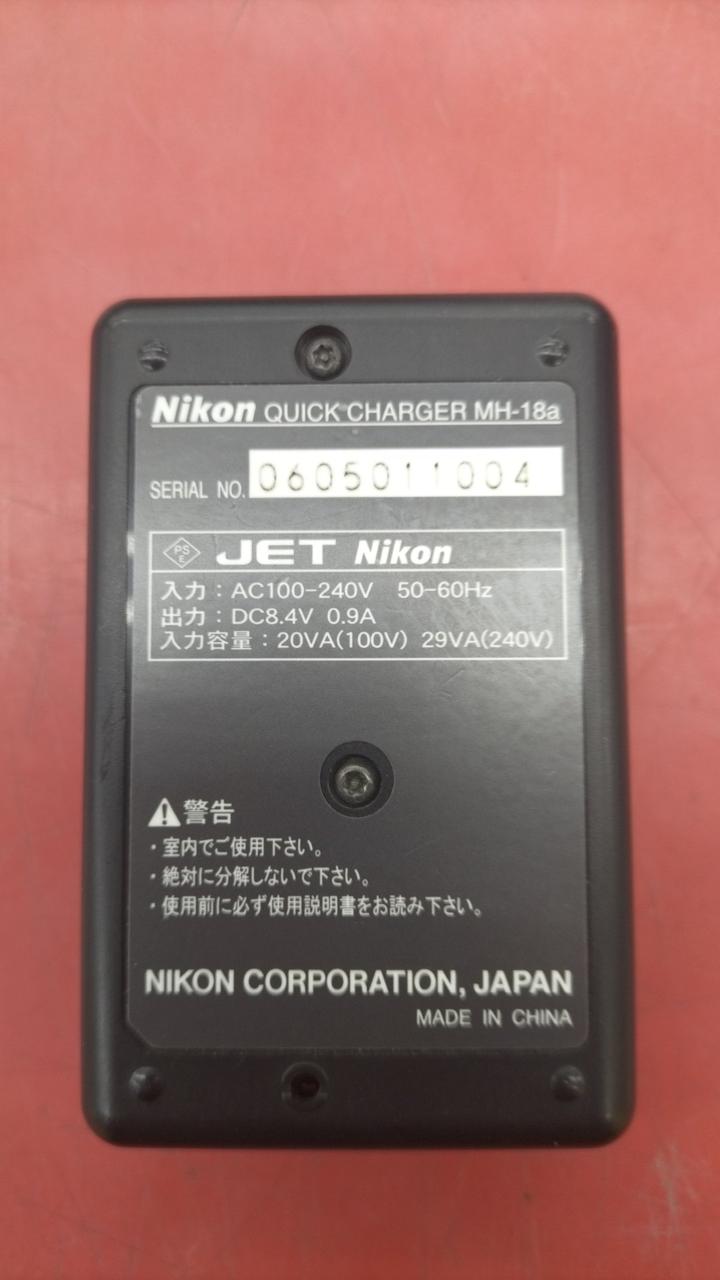 Nikon QUICK CHARGER MH-18a
SERIAL NO. 0605011004
PS E JET Nikon
入力：AC100-240V 50-60Hz
出力：DC8.4V 0.9A
入力容量：20VA(100V) 29VA(240V)
警告
・室内でご使用下さい。
・絶対に分解しないで下さい。
・使用前に必ず使用説明書をお読み下さい。
NIKON CORPORATION, JAPAN
MADE IN CHINA